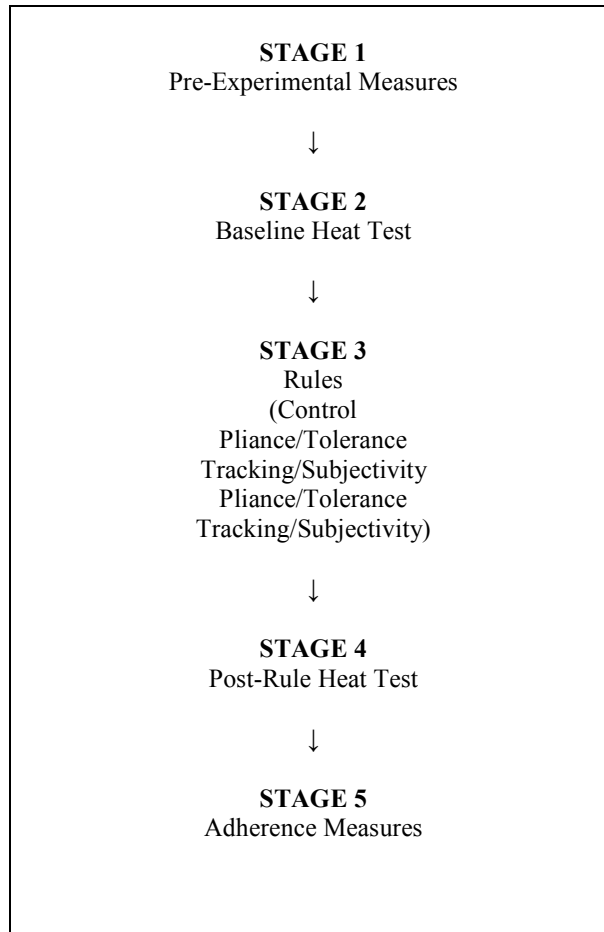 STAGE 1
Pre-Experimental Measures
↓
STAGE 2
Baseline Heat Test
↓
STAGE 3
Rules
(Control
Pliance/Tolerance
Tracking/Subjectivity
Pliance/Tolerance
Tracking/Subjectivity)
↓
STAGE 4
Post-Rule Heat Test
↓
STAGE 5
Adherence Measures